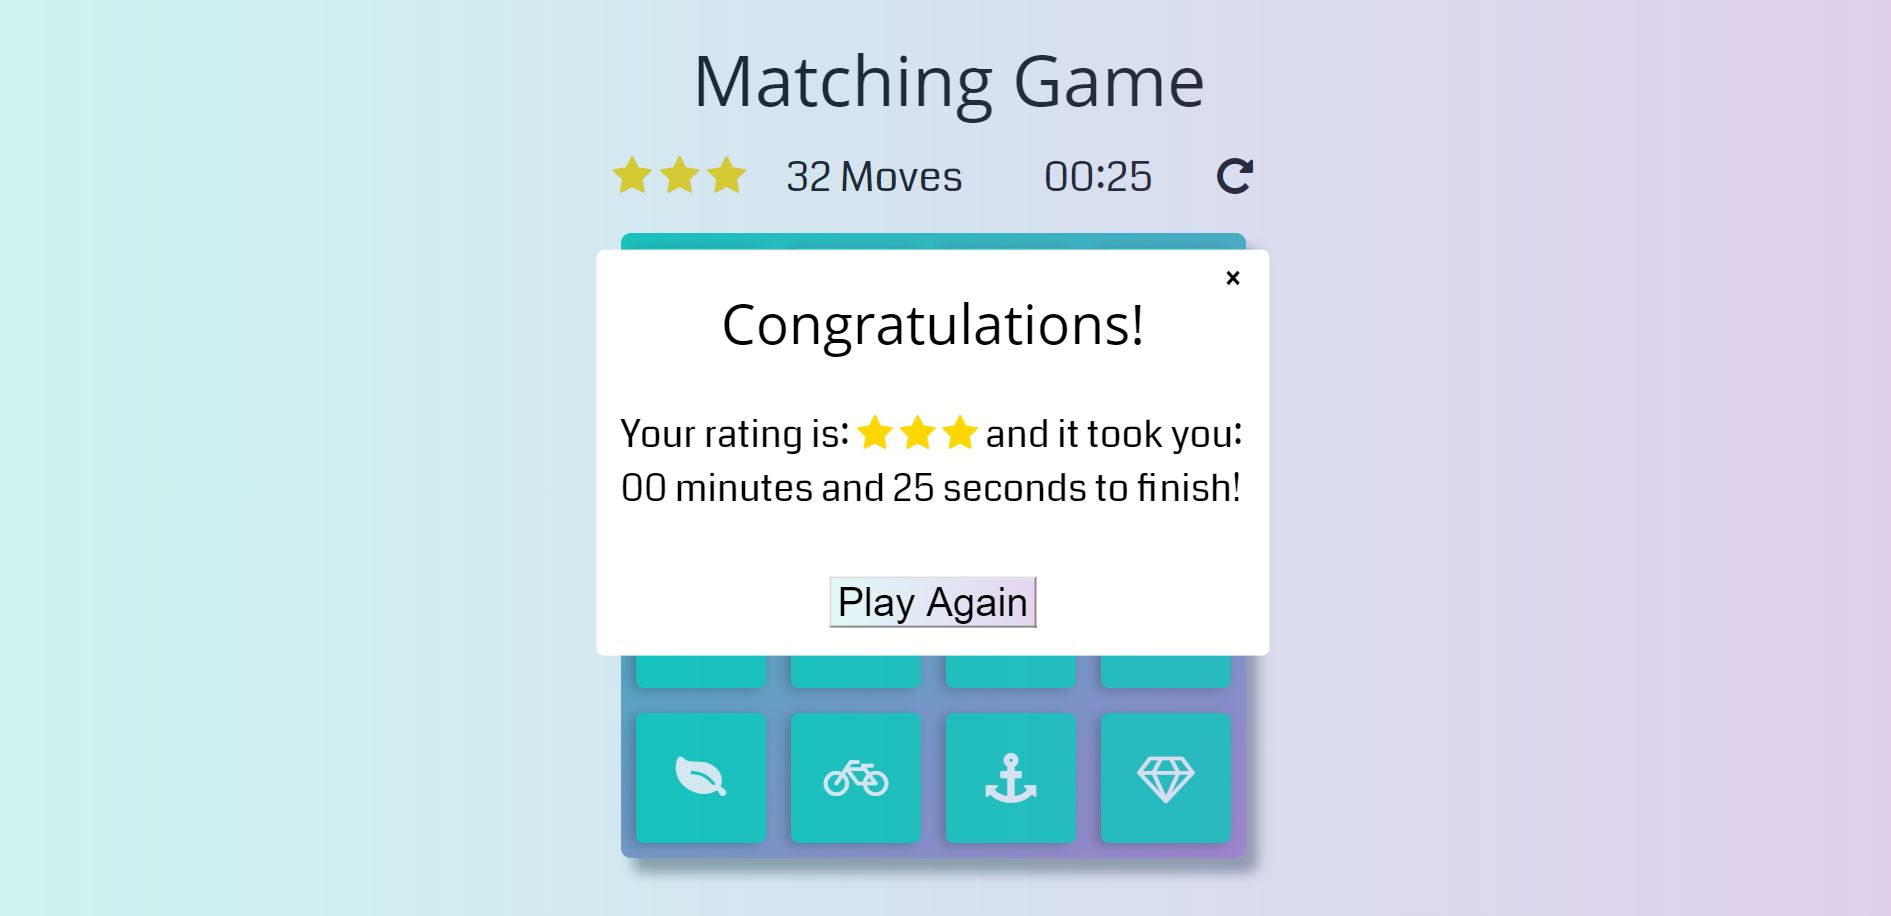 Matching Game
32 Moves 00:25
×
Congratulations!
Your rating is: and it took you:
00 minutes and 25 seconds to finish!
Play Again